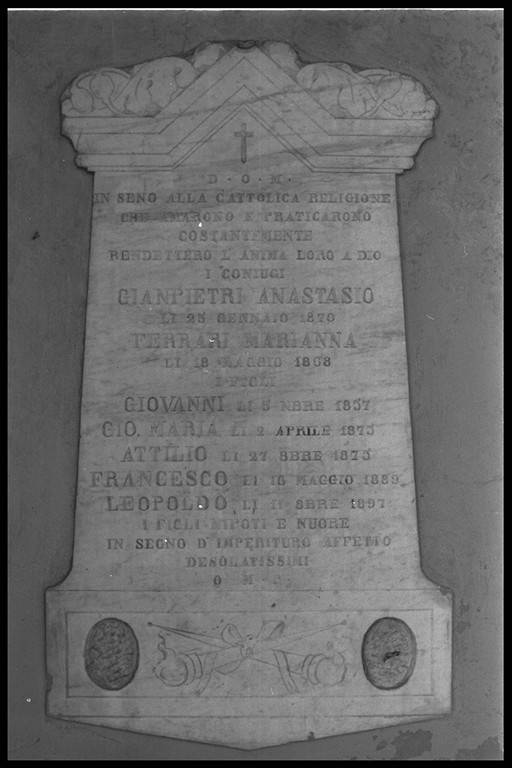 D · O · M ·
IN SENO ALLA CATTOLICA RELIGIONE
CHE AMARONO E PRATICARONO
COSTANTEMENTE
RENDETTERO L'ANIMA LORO A DIO
I CONIUGI
GIANPIETRI ANASTASIO
LI 25 GENNAIO 1870
FERRARI MARIANNA
LI 18 MAGGIO 1868
I FIGLI
GIOVANNI LI 5 NBRE 1857
GIO. MARIA LI 2 APRILE 1875
ATTILIO LI 27 8BRE 1875
FRANCESCO LI 16 MAGGIO 1889
LEOPOLDO LI 11 8BRE 1897
I FIGLI NIPOTI E NUORE
IN SEGNO D'IMPERITURO AFFETTO
DESOLATISSIMI
O M